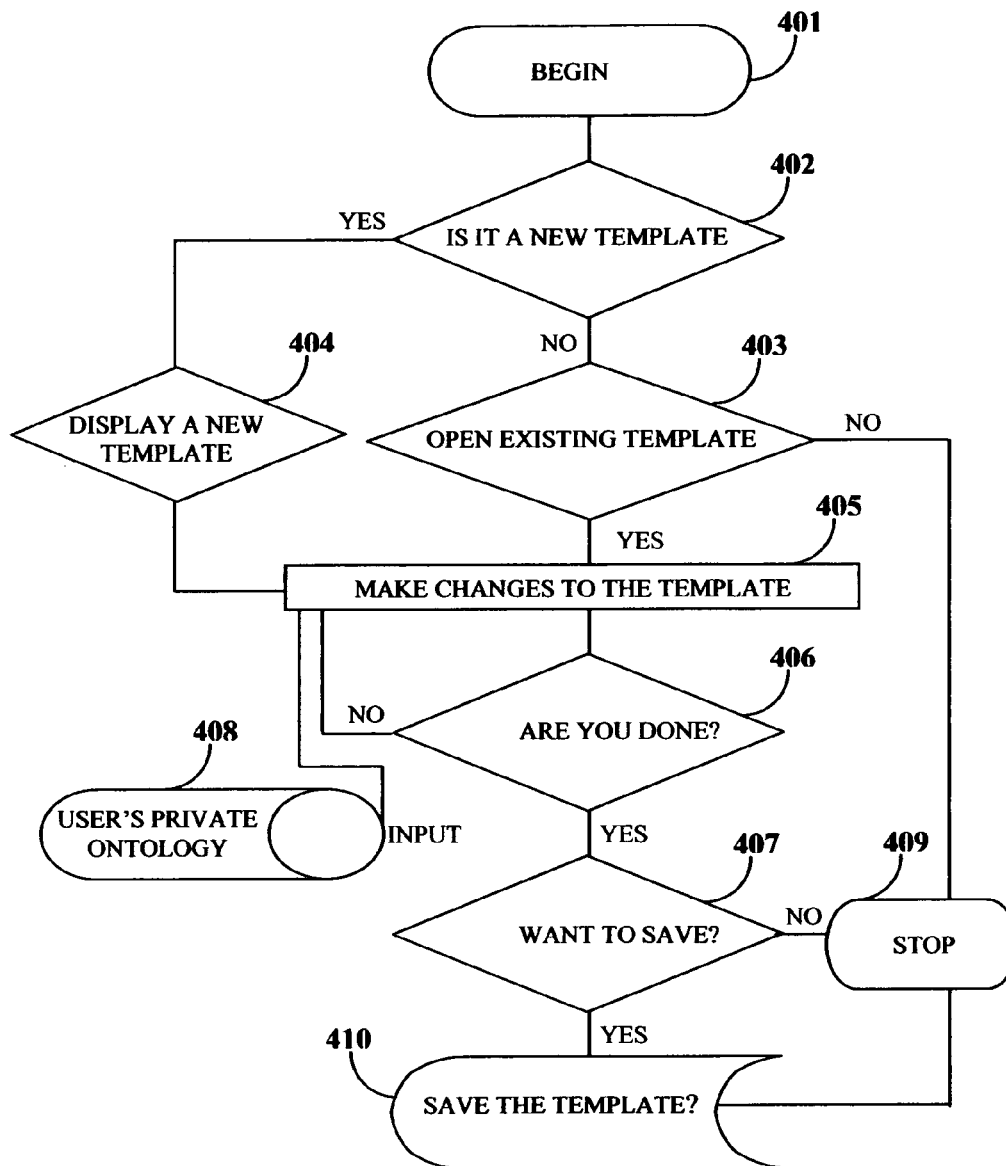 401
BEGIN
402
YES
IS IT A NEW TEMPLATE
404
NO
403
DISPLAY A NEW
TEMPLATE
OPEN EXISTING TEMPLATE
NO
YES
405
MAKE CHANGES TO THE TEMPLATE
406
NO
ARE YOU DONE?
408
USER'S PRIVATE
ONTOLOGY
INPUT
YES
407
409
WANT TO SAVE?
NO
STOP
410
YES
SAVE THE TEMPLATE?